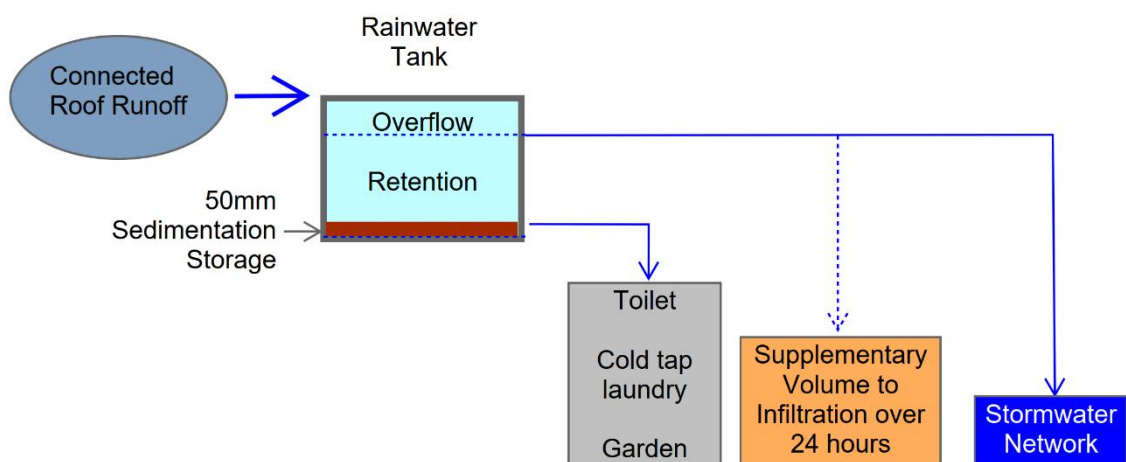 Rainwater
Tank
Connected
Roof Runoff
Overflow
Retention
50mm
Sedimentation
Storage
Toilet
Cold tap
laundry
Garden
Supplementary
Volume to
Infiltration over
24 hours
Stormwater
Network